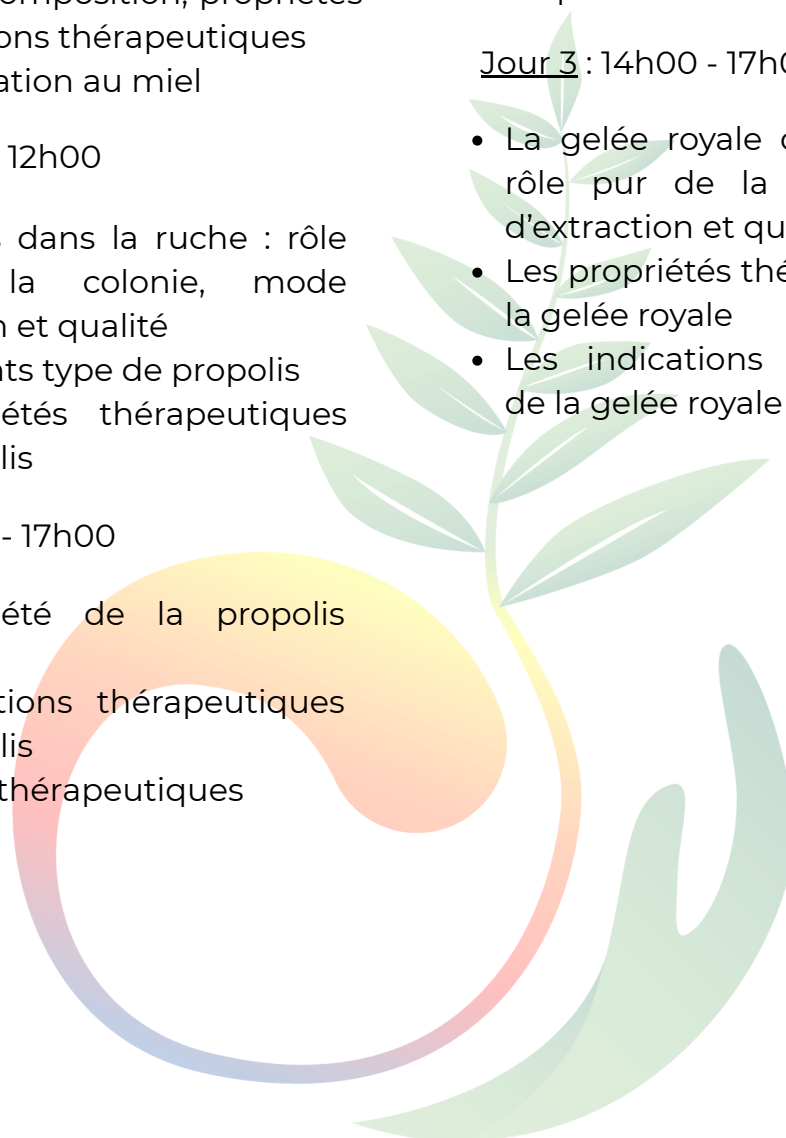 composition, propriétés
ons thérapeutiques
ation au miel
12h00
s dans la ruche : rôle
la colonie, mode
n et qualité
nts type de propolis
étés thérapeutiques
lis
- 17h00
été de la propolis
tions thérapeutiques
lis
thérapeutiques
Jour 3 : 14h00 - 17h0
• La gelée royale
rôle pur de la
d’extraction et qu
• Les propriétés thé
la gelée royale
• Les indications
de la gelée royale